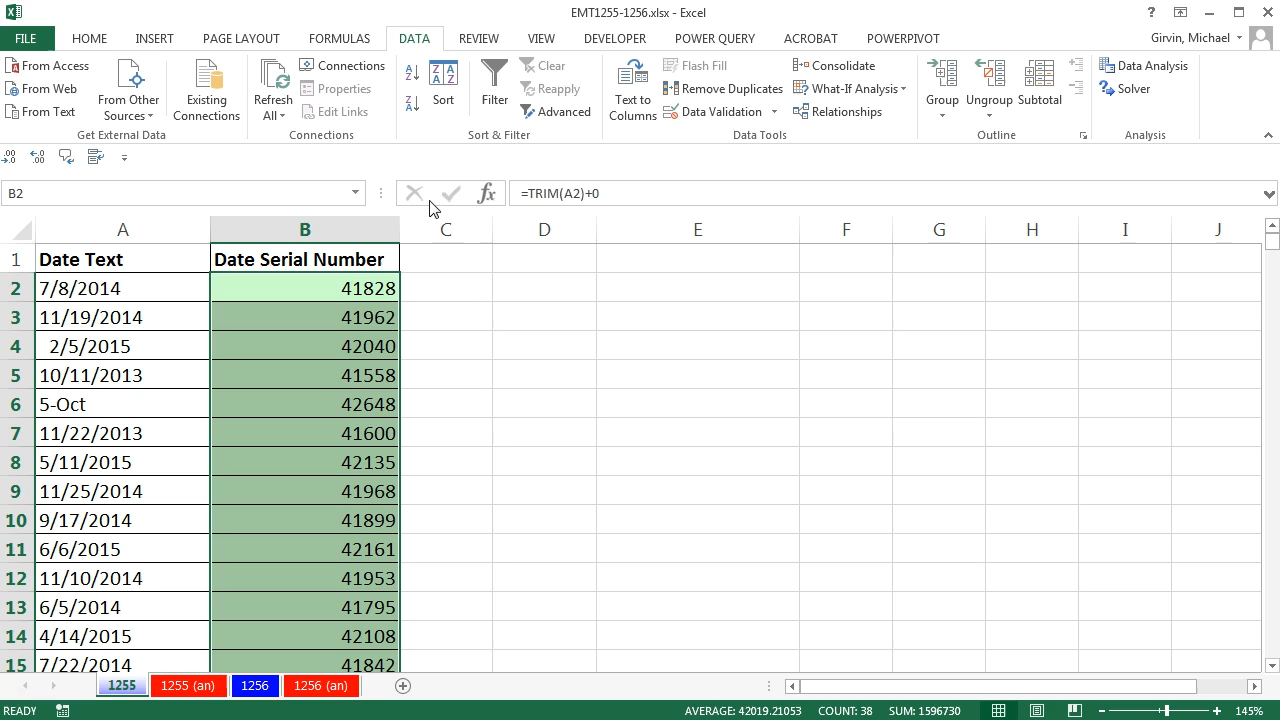 EMT1255-1256.xlsx - Excel
?
FILE HOME INSERT PAGE LAYOUT FORMULAS DATA REVIEW VIEW DEVELOPER POWER QUERY ACROBAT POWERPIVOT Girvin, Michael
From Access
From Web
From Text
From Other Sources
Get External Data
Existing Connections
Refresh All
Connections
Properties
Edit Links
Connections
Sort
Filter
Clear
Reapply
Advanced
Sort & Filter
Text to Columns
Flash Fill
Remove Duplicates
Data Validation
Consolidate
What-If Analysis
Relationships
Data Tools
Group
Ungroup
Subtotal
Outline
Data Analysis
Solver
Analysis
B2 fx =TRIM(A2)+0
A B C D E F G H I J
1 Date Text Date Serial Number
2 7/8/2014 41828
3 11/19/2014 41962
4 2/5/2015 42040
5 10/11/2013 41558
6 5-Oct 42648
7 11/22/2013 41600
8 5/11/2015 42135
9 11/25/2014 41968
10 9/17/2014 41899
11 6/6/2015 42161
12 11/10/2014 41953
13 6/5/2014 41795
14 4/14/2015 42108
15 7/22/2014 41842
1255 1255 (an) 1256 1256 (an)
READY AVERAGE: 42019.21053 COUNT: 38 SUM: 1596730 145%